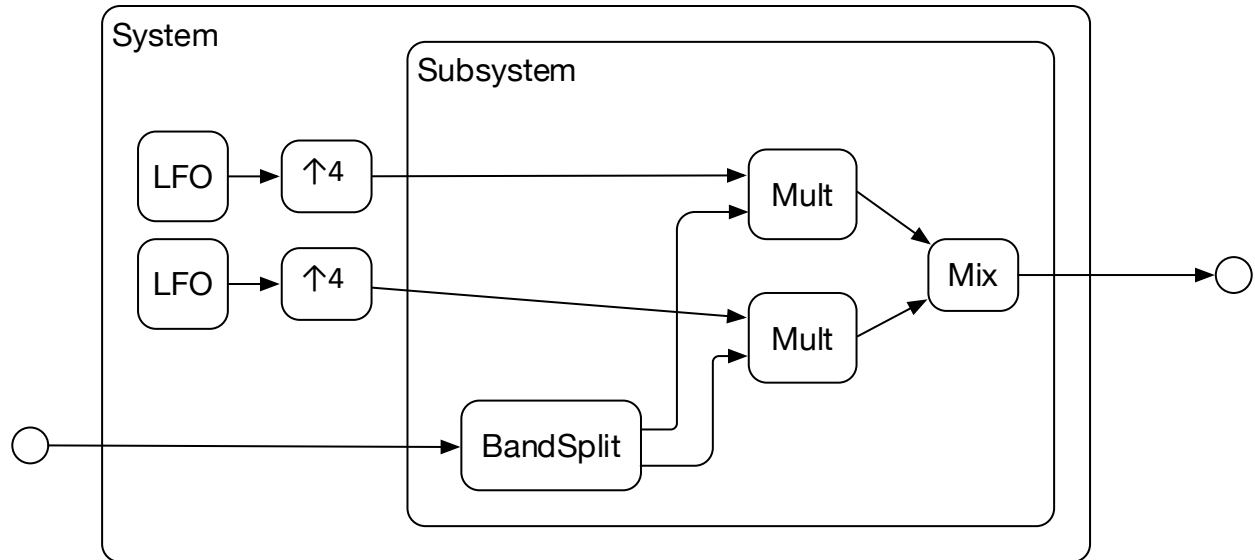 System
Subsystem
LFO
↑4
Mult
LFO
↑4
Mix
Mult
BandSplit